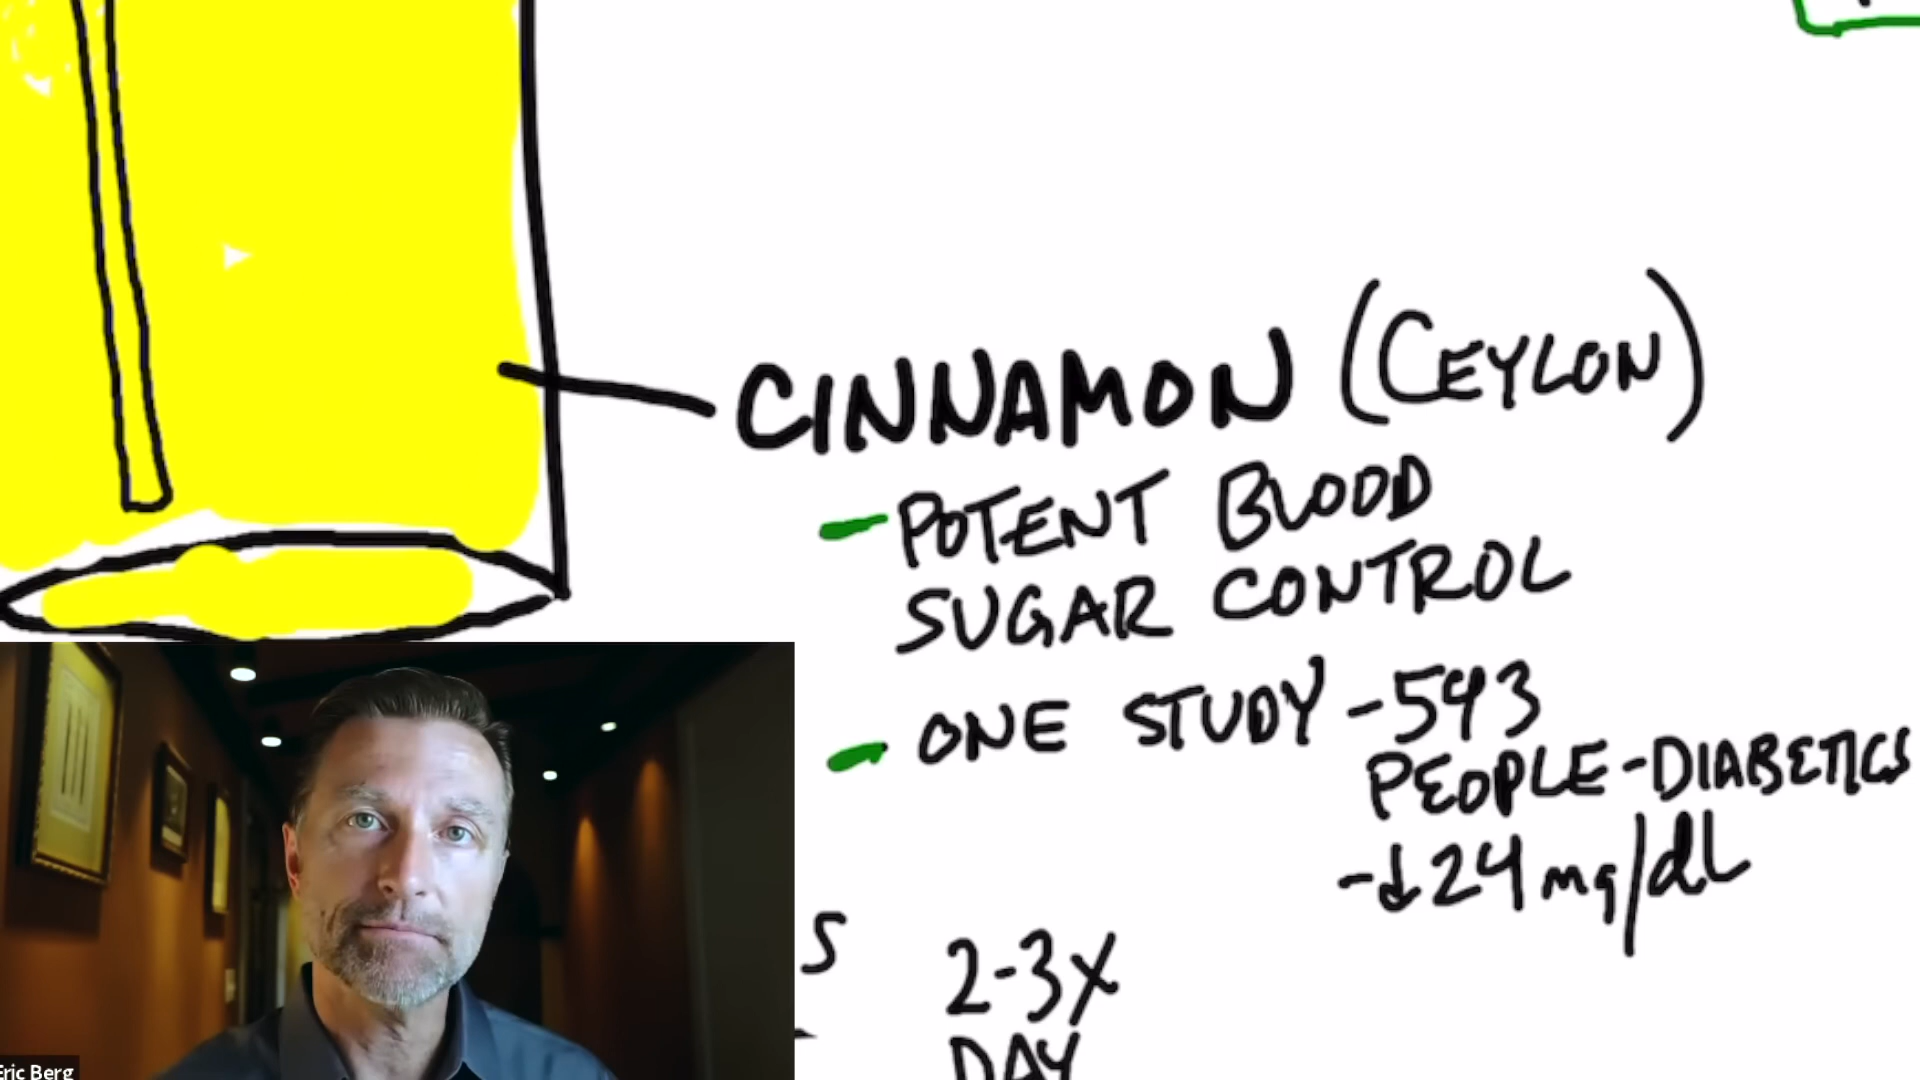 CINNAMON (CEYLON)
- POTENT BLOOD
SUGAR CONTROL
- ONE STUDY - 543
PEOPLE - DIABETICS
- ↓24 mg/dL
S 2-3x
DAY
Eric Berg